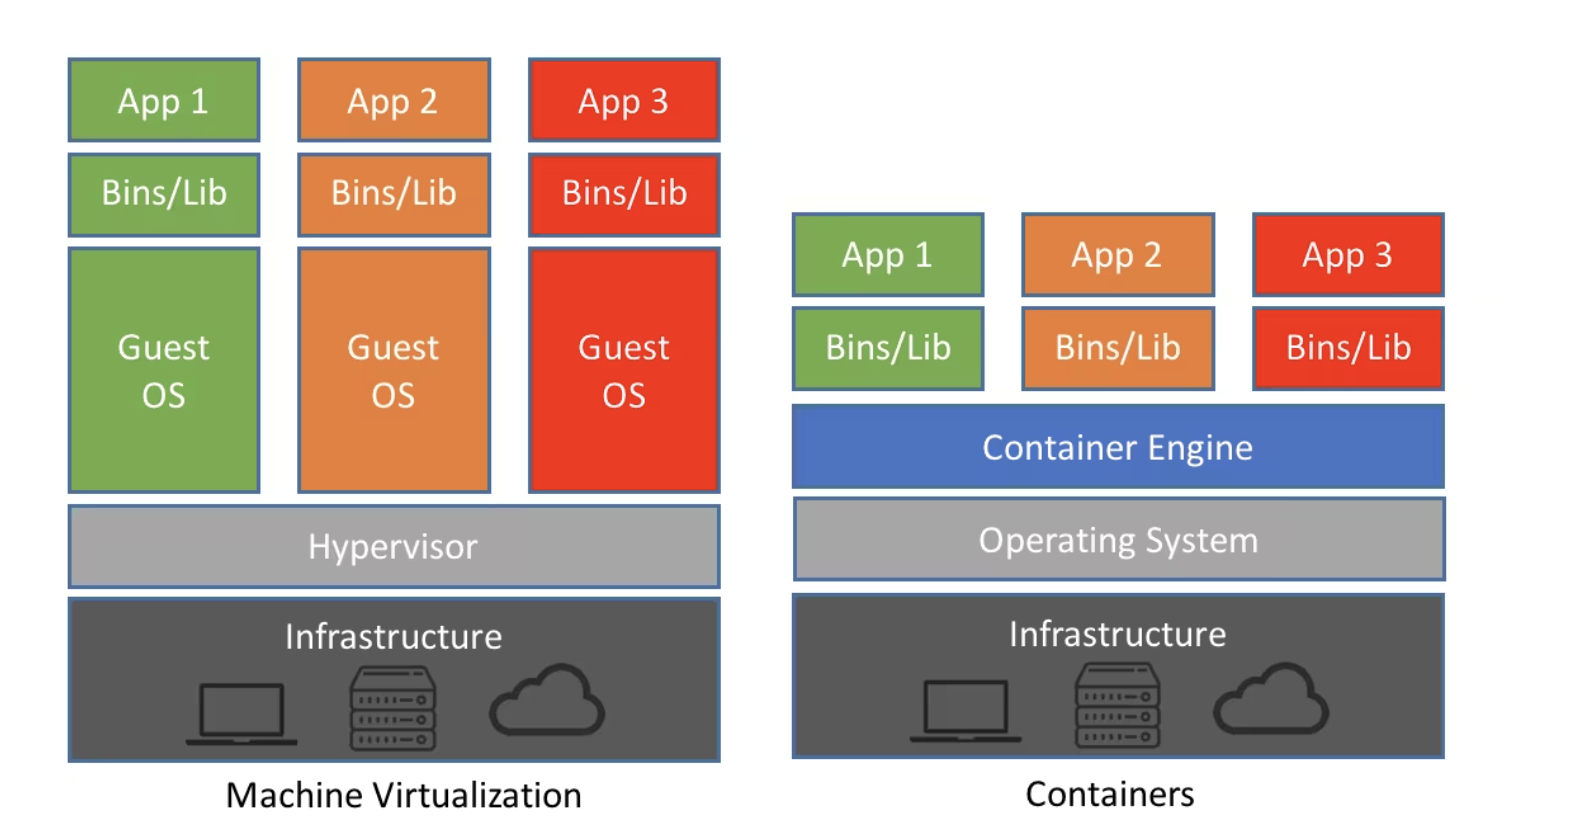 App 1
App 2
App 3
Bins/Lib
Bins/Lib
Bins/Lib
Guest
OS
Guest
OS
Guest
OS
Hypervisor
Infrastructure
Machine Virtualization
App 1
App 2
App 3
Bins/Lib
Bins/Lib
Bins/Lib
Container Engine
Operating System
Infrastructure
Containers